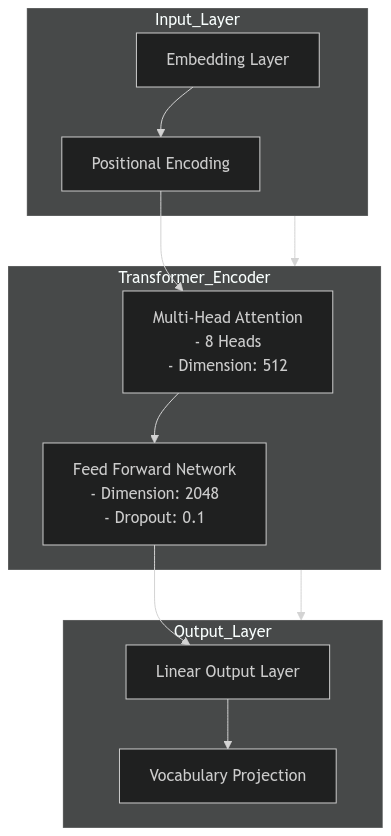 Input_Layer
Embedding Layer
Positional Encoding
Transformer_Encoder
Multi-Head Attention
- 8 Heads
- Dimension: 512
Feed Forward Network
- Dimension: 2048
- Dropout: 0.1
Output_Layer
Linear Output Layer
Vocabulary Projection